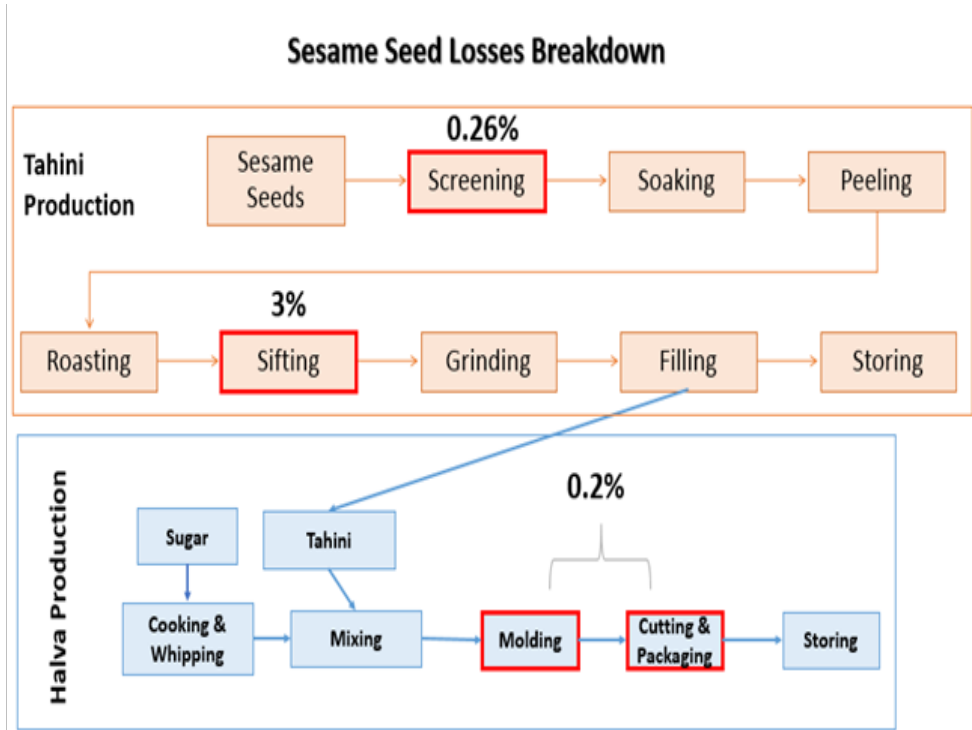 Sesame Seed Losses Breakdown
Tahini
Production
Sesame
Seeds
0.26%
Screening
Soaking
Peeling
Roasting
3%
Sifting
Grinding
Filling
Storing
Halva Production
Sugar
Tahini
0.2%
Cooking &
Whipping
Mixing
Molding
Cutting &
Packaging
Storing